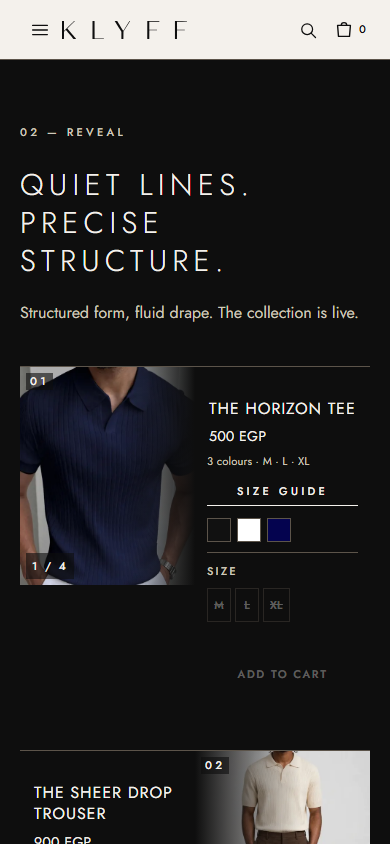 KLYFF
0
02 — REVEAL
QUIET LINES.
PRECISE
STRUCTURE.
Structured form, fluid drape. The collection is live.
01
1 / 4
THE HORIZON TEE
500 EGP
3 colours · M · L · XL
SIZE GUIDE
SIZE
M L XL
ADD TO CART
02
THE SHEER DROP
TROUSER
900 EGP